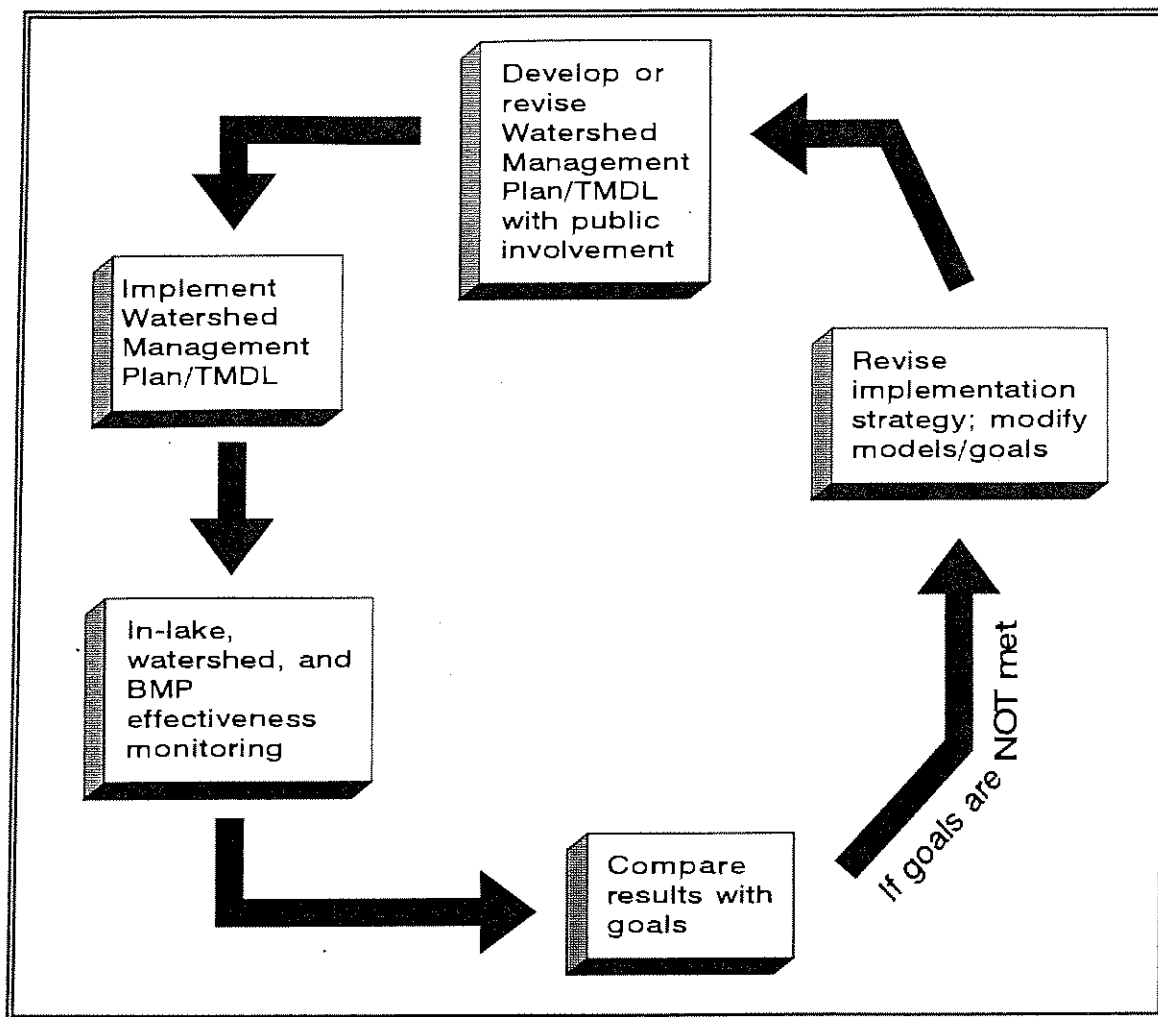 Develop or
revise
Watershed
Management
Plan/TMDL
with public
involvement
Implement
Watershed
Management
Plan/TMDL
In-lake,
watershed, and
BMP
effectiveness
monitoring
Compare
results with
goals
If goals are NOT met
Revise
implementation
strategy; modify
models/goals